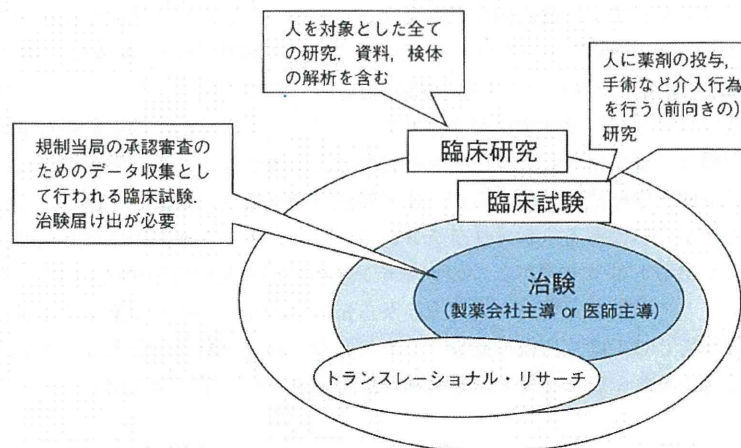 人を対象とした全て
の研究．資料，検体
の解析を含む
人に薬剤の投与，
手術など介入行為
を行う(前向きの)
研究
規制当局の承認審査の
ためのデータ収集とし
て行われる臨床試験．
治験届け出が必要
臨床研究
臨床試験
治験
（製薬会社主導 or 医師主導）
トランスレーショナル・リサーチ